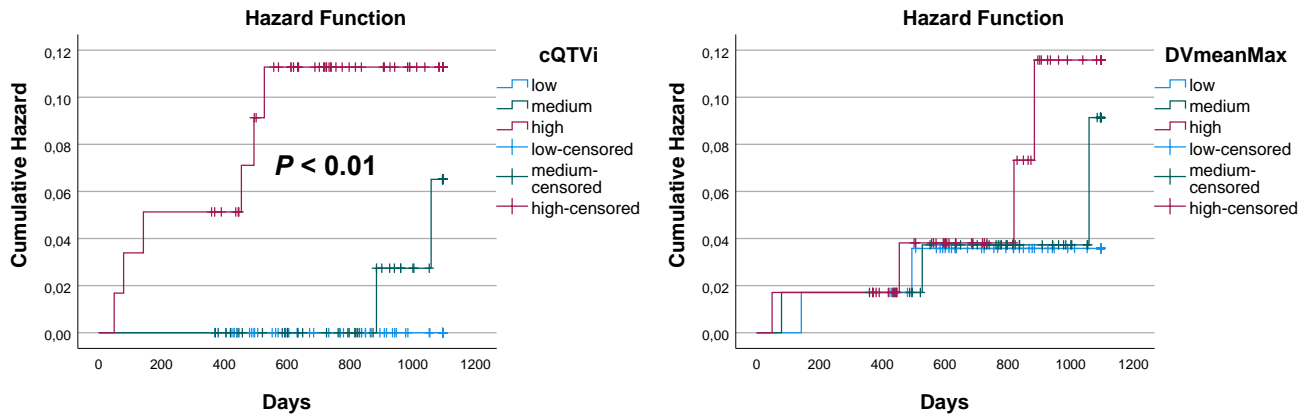 Hazard Function
Cumulative Hazard
0,12
0,10
0,08
0,06
0,04
0,02
0,00
P < 0.01
0
200
400
600
800
1000
1200
Days
cQTVi
low
medium
high
low-censored
medium-
censored
high-censored
Hazard Function
Cumulative Hazard
0,12
0,10
0,08
0,06
0,04
0,02
0,00
0
200
400
600
800
1000
1200
Days
DVmeanMax
low
medium
high
low-censored
medium-
censored
high-censored